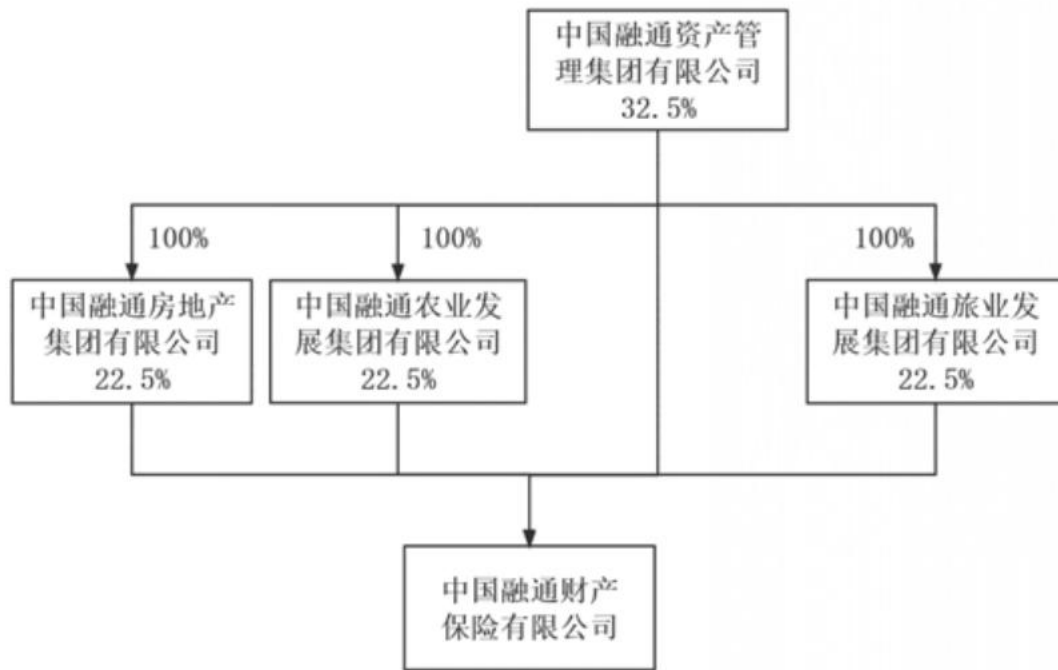 中国融通资产管
理集团有限公司
32.5%
100%
100%
100%
中国融通房地产
集团有限公司
22.5%
中国融通农业发
展集团有限公司
22.5%
中国融通旅业发
展集团有限公司
22.5%
中国融通财产
保险有限公司